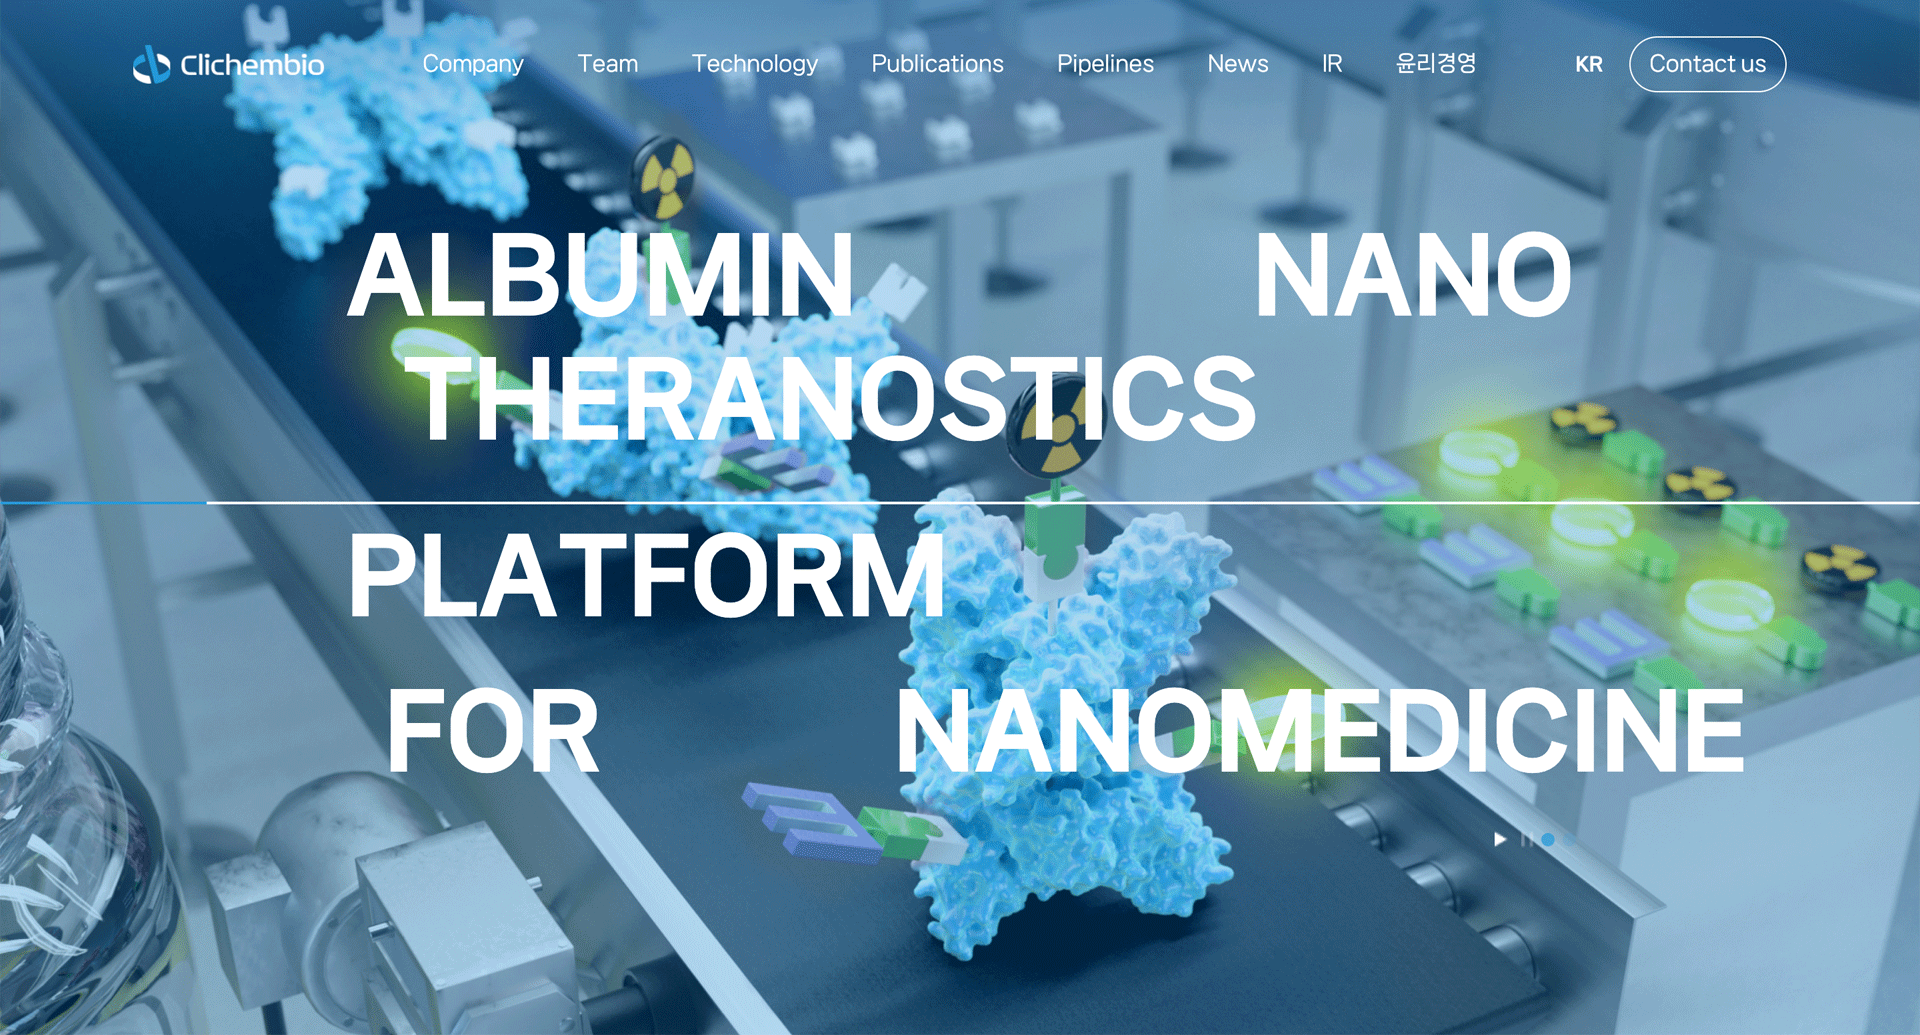 Clichembio Company Team Technology Publications Pipelines News IR 윤리경영 KR Contact us
ALBUMIN NANO
THERANOSTICS
PLATFORM
FOR NANOMEDICINE